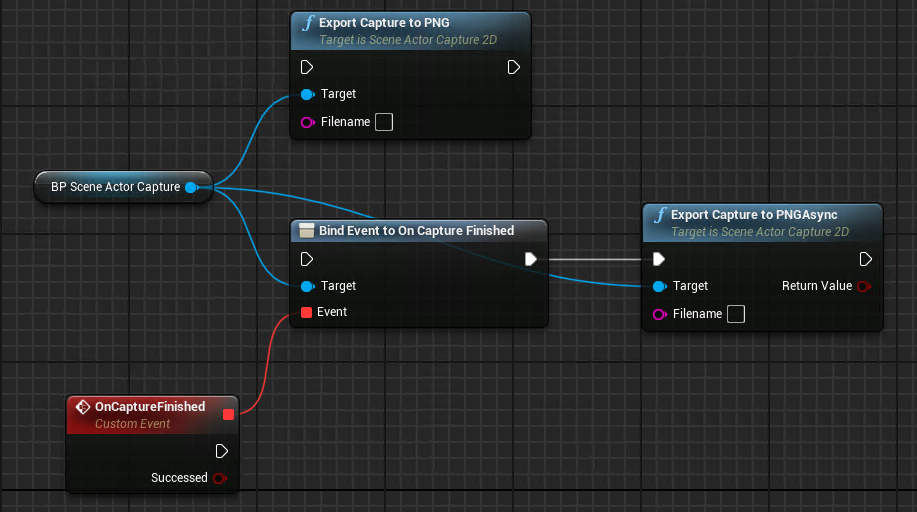 Export Capture to PNG
Target is Scene Actor Capture 2D
Target
Filename
BP Scene Actor Capture
Bind Event to On Capture Finished
Target
Event
Export Capture to PNGAsync
Target is Scene Actor Capture 2D
Target Return Value
Filename
OnCaptureFinished
Custom Event
Successed